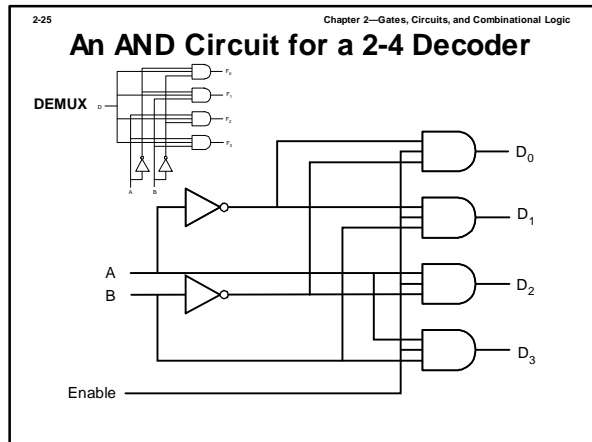 2-25 Chapter 2—Gates, Circuits, and Combinational Logic
An AND Circuit for a 2-4 Decoder
DEMUX D
F0
F1
F2
F3
A B
D0
D1
A
B
D2
D3
Enable